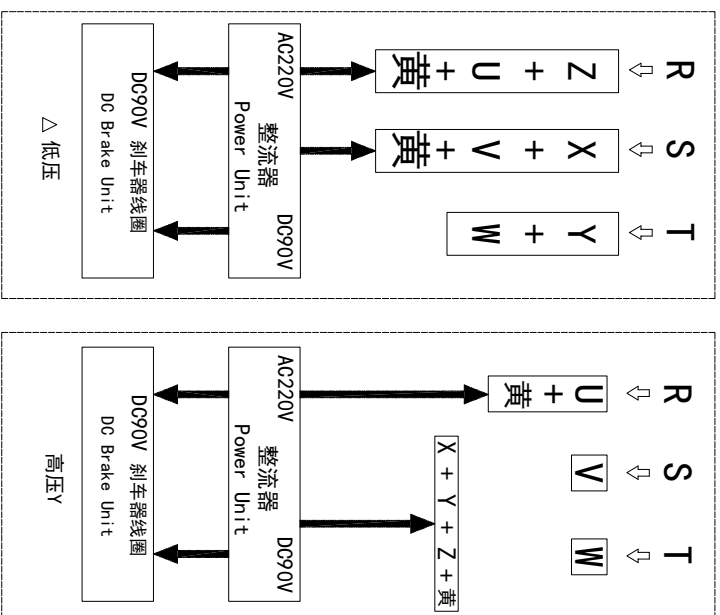 R S T
Z+U+黄
X+V+黄
Y+W
AC220V DC90V
整流器
Power Unit
DC90V 刹车器线圈
DC Brake Unit
△ 低压
R S T
U+黄
V
W
X+Y+Z+黄
AC220V DC90V
整流器
Power Unit
DC90V 刹车器线圈
DC Brake Unit
高压Y